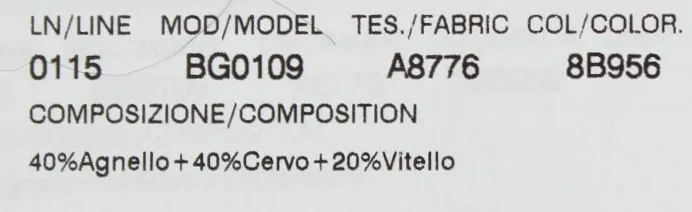 LN/LINE MOD/MODEL TES./FABRIC COL/COLOR.
0115 BG0109 A8776 8B956
COMPOSIZIONE/COMPOSITION
40%Agnello+40%Cervo+20%Vitello